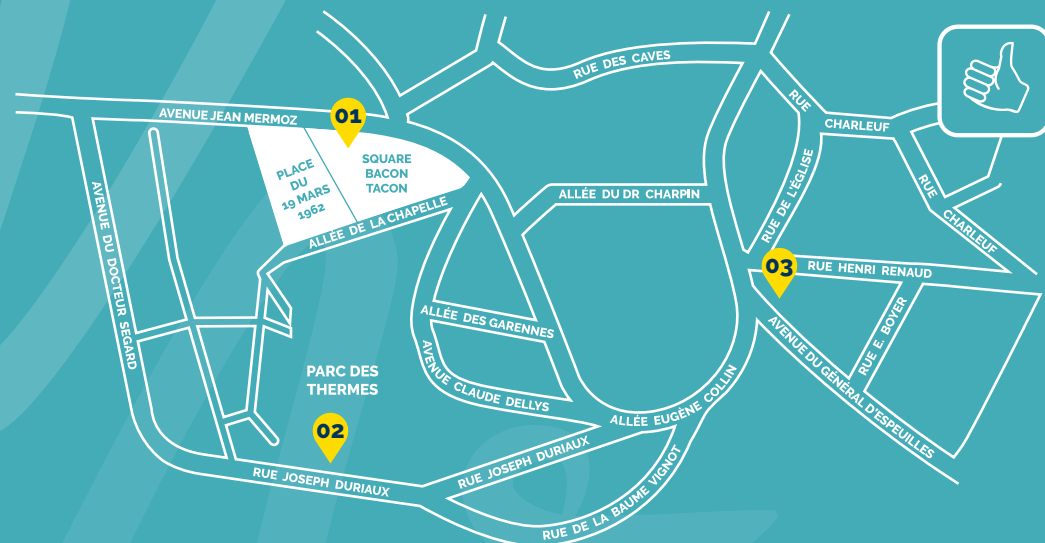 RUE DES CAVES
AVENUE JEAN MERMOZ
01
RUE
CHARLEUF
PLACE
DU
19 MARS
1962
SQUARE
BACON
TACON
ALLÉE DU DR CHARPIN
RUE DE L'ÉGLISE
RUE
CHARLEUF
ALLÉE DE LA CHAPELLE
AVENUE DU DOCTEUR SEGARD
03
RUE HENRI RENAUD
ALLÉE DES GARENNES
RUE E. BOYER
AVENUE DU GÉNÉRAL D'ESPEUILLES
AVENUE CLAUDE DELLYS
PARC DES
THERMES
02
ALLÉE EUGÈNE COLLIN
RUE JOSEPH DURIAUX
RUE JOSEPH DURIAUX
RUE DE LA BAUME VIGNOT